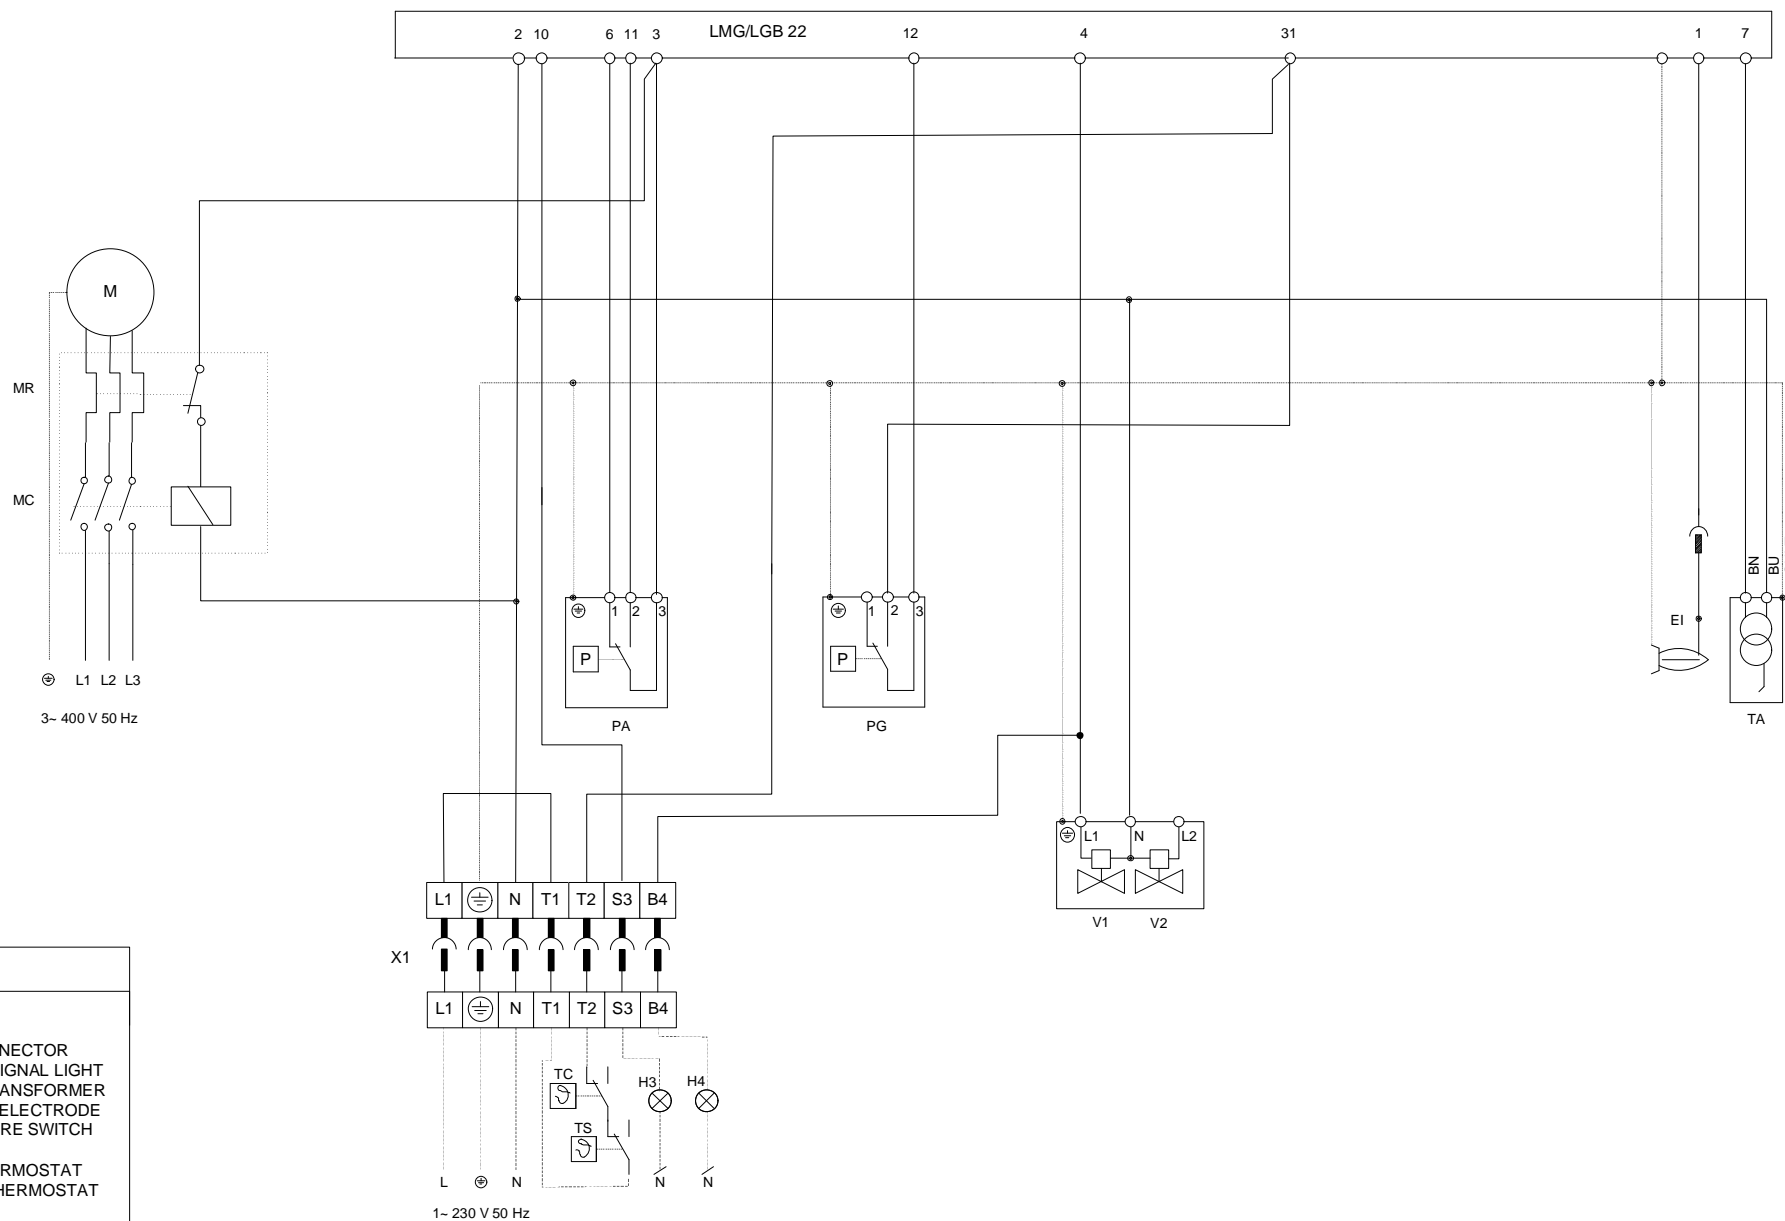 LMG/LGB 22
2 10 6 11 3 12 4 31 1 7
M
MR
MC
L1 L2 L3
3~ 400 V 50 Hz
1 2 3
P
PA
1 2 3
P
PG
BN
BU
EI
TA
L1 N L2
V1 V2
L1 N T1 T2 S3 B4
X1
L1 N T1 T2 S3 B4
TC
H3 H4
TS
L N N N
1~ 230 V 50 Hz
NECTOR
IGNAL LIGHT
ANSFORMER
ELECTRODE
RE SWITCH
RMOSTAT
HERMOSTAT